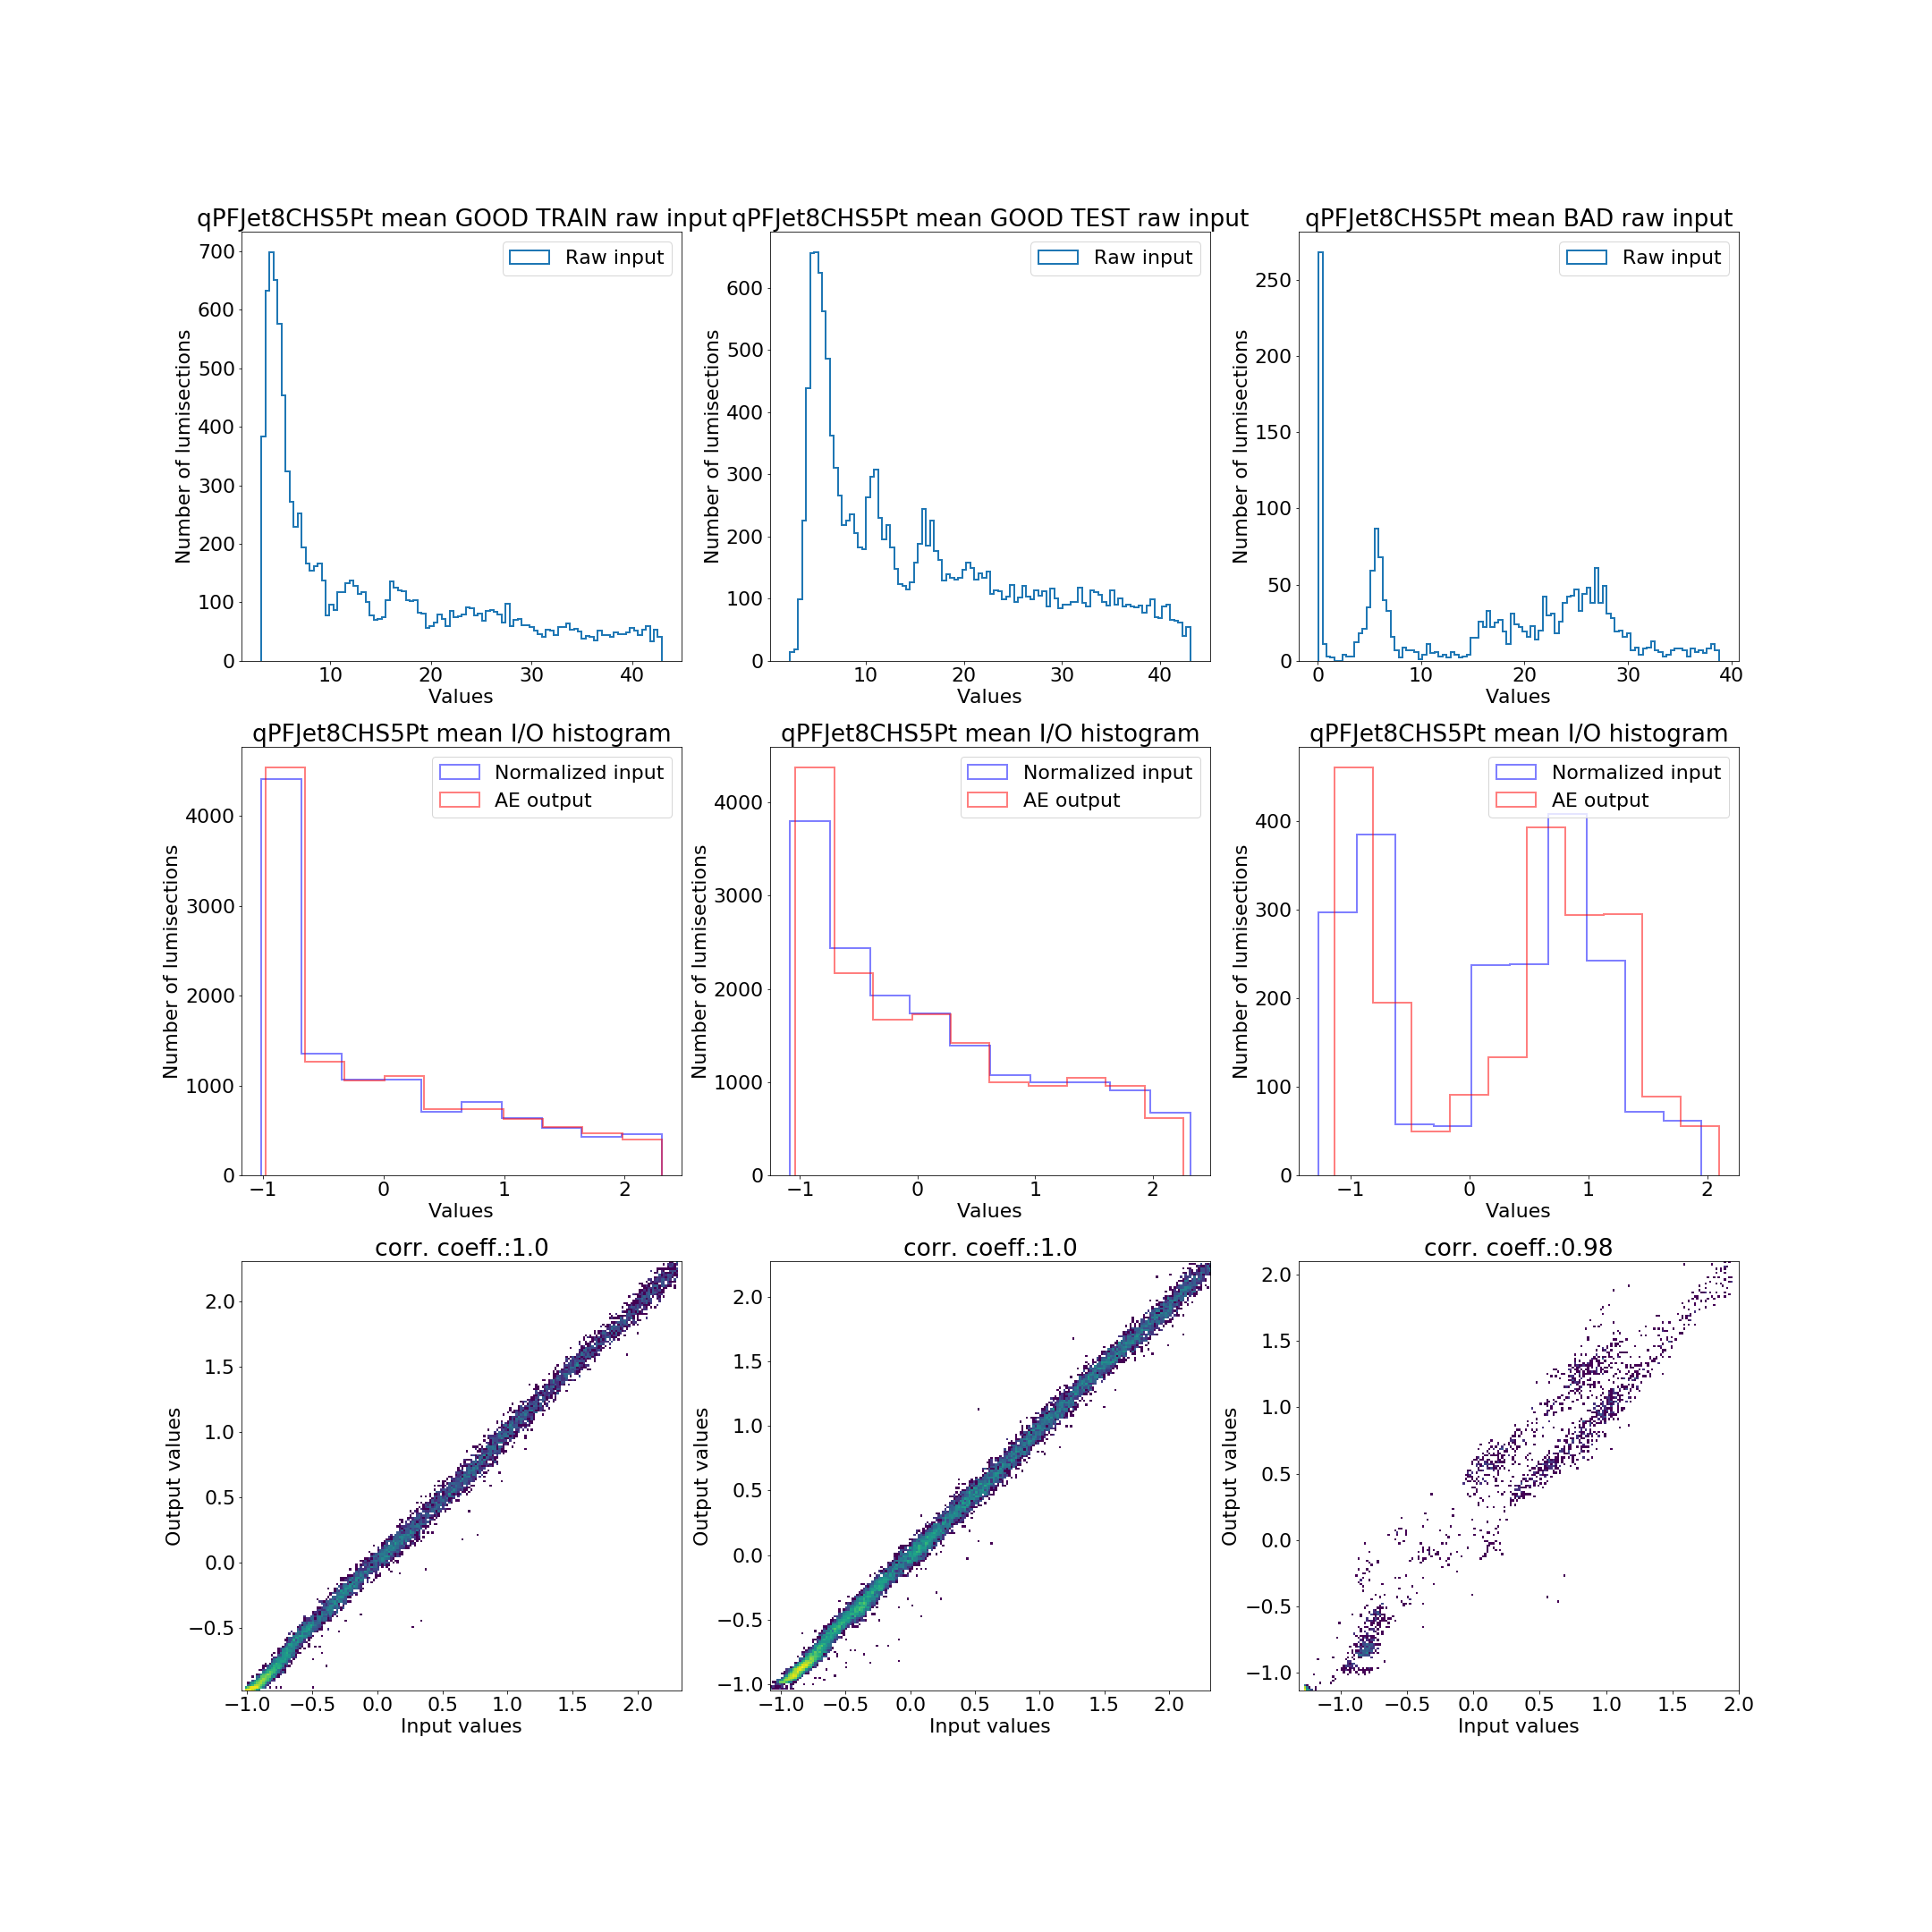 qPFJet8CHS5Pt mean GOOD TRAIN raw input
Raw input
Number of lumisections
0
100
200
300
400
500
600
700
10 20 30 40
Values
qPFJet8CHS5Pt mean GOOD TEST raw input
Raw input
Number of lumisections
0
100
200
300
400
500
600
10 20 30 40
Values
qPFJet8CHS5Pt mean BAD raw input
Raw input
Number of lumisections
0
50
100
150
200
250
0 10 20 30 40
Values
qPFJet8CHS5Pt mean I/O histogram
Normalized input
AE output
Number of lumisections
0
1000
2000
3000
4000
−1 0 1 2
Values
qPFJet8CHS5Pt mean I/O histogram
Normalized input
AE output
Number of lumisections
0
1000
2000
3000
4000
−1 0 1 2
Values
qPFJet8CHS5Pt mean I/O histogram
Normalized input
AE output
Number of lumisections
0
100
200
300
400
−1 0 1 2
Values
corr. coeff.:1.0
Output values
−0.5
0.0
0.5
1.0
1.5
2.0
−1.0 −0.5 0.0 0.5 1.0 1.5 2.0
Input values
corr. coeff.:1.0
Output values
−1.0
−0.5
0.0
0.5
1.0
1.5
2.0
−1.0 −0.5 0.0 0.5 1.0 1.5 2.0
Input values
corr. coeff.:0.98
Output values
−1.0
−0.5
0.0
0.5
1.0
1.5
2.0
−1.0 −0.5 0.0 0.5 1.0 1.5 2.0
Input values